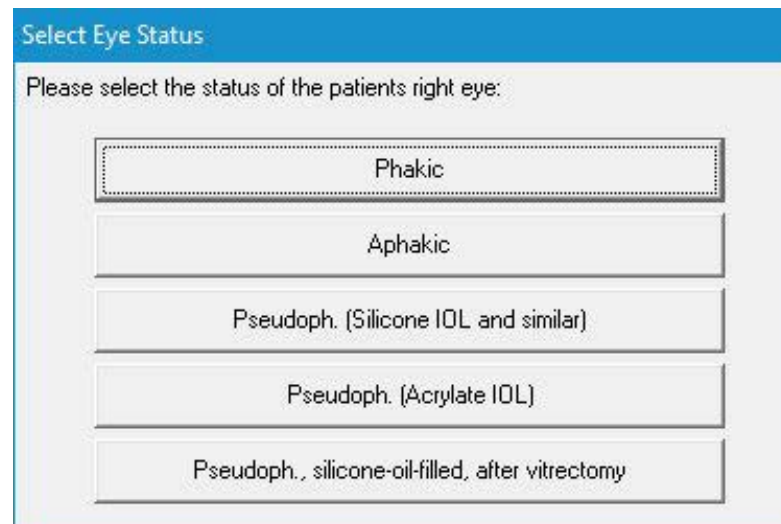 Select Eye Status
Please select the status of the patients right eye:
Phakic
Aphakic
Pseudoph. (Silicone IOL and similar)
Pseudoph. (Acrylate IOL)
Pseudoph., silicone-oil-filled, after vitrectomy